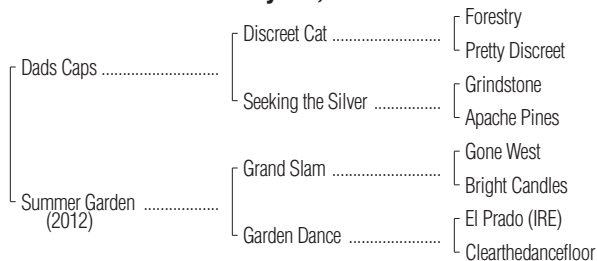 Forestry
Discreet Cat ....................
Pretty Discreet
Dads Caps ...........................
Grindstone
Seeking the Silver ................
Apache Pines
Gone West
Grand Slam ..........................
Bright Candles
Summer Garden .................
(2012)
El Prado (IRE)
Garden Dance ......................
Clearthedancefloor